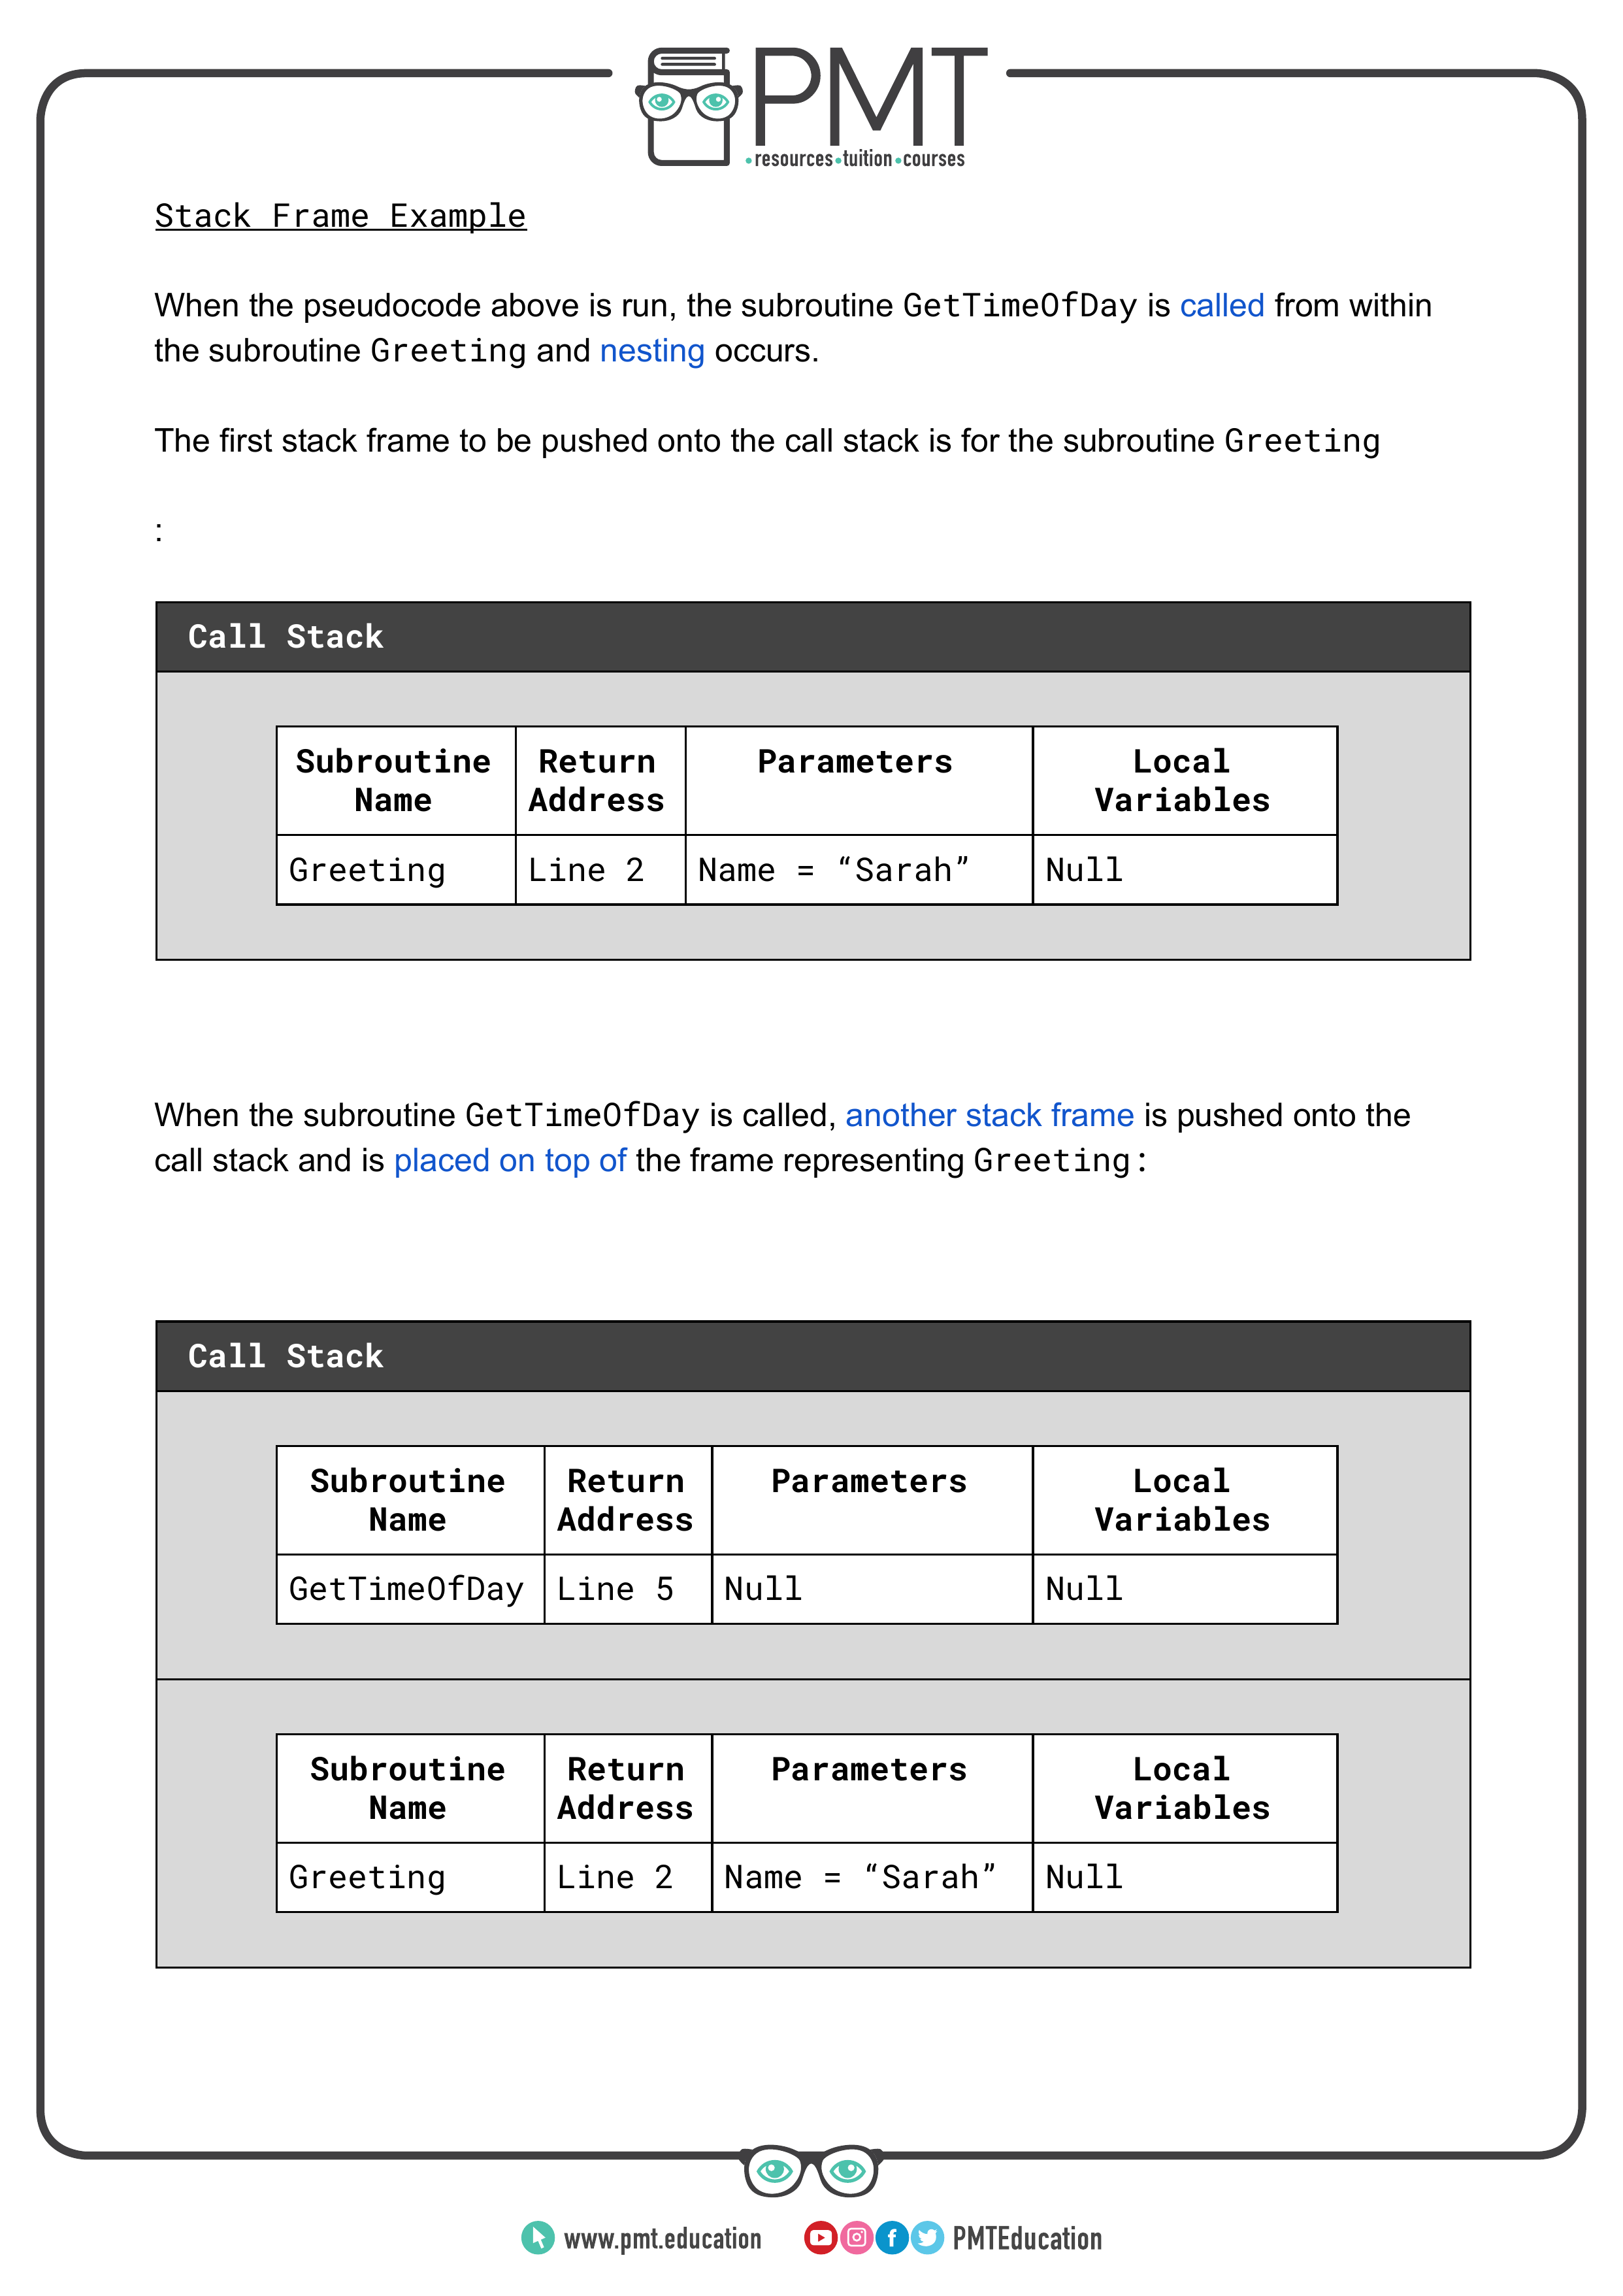 PMT
•resources•tuition•courses
Stack Frame Example
When the pseudocode above is run, the subroutine GetTimeOfDay is called from within
the subroutine Greeting and nesting occurs.
The first stack frame to be pushed onto the call stack is for the subroutine Greeting
:
Call Stack
Subroutine Name Return Address Parameters Local Variables
Greeting Line 2 Name = “Sarah” Null
When the subroutine GetTimeOfDay is called, another stack frame is pushed onto the
call stack and is placed on top of the frame representing Greeting:
Call Stack
Subroutine Name Return Address Parameters Local Variables
GetTimeOfDay Line 5 Null Null
Subroutine Name Return Address Parameters Local Variables
Greeting Line 2 Name = “Sarah” Null
www.pmt.education PMTEducation